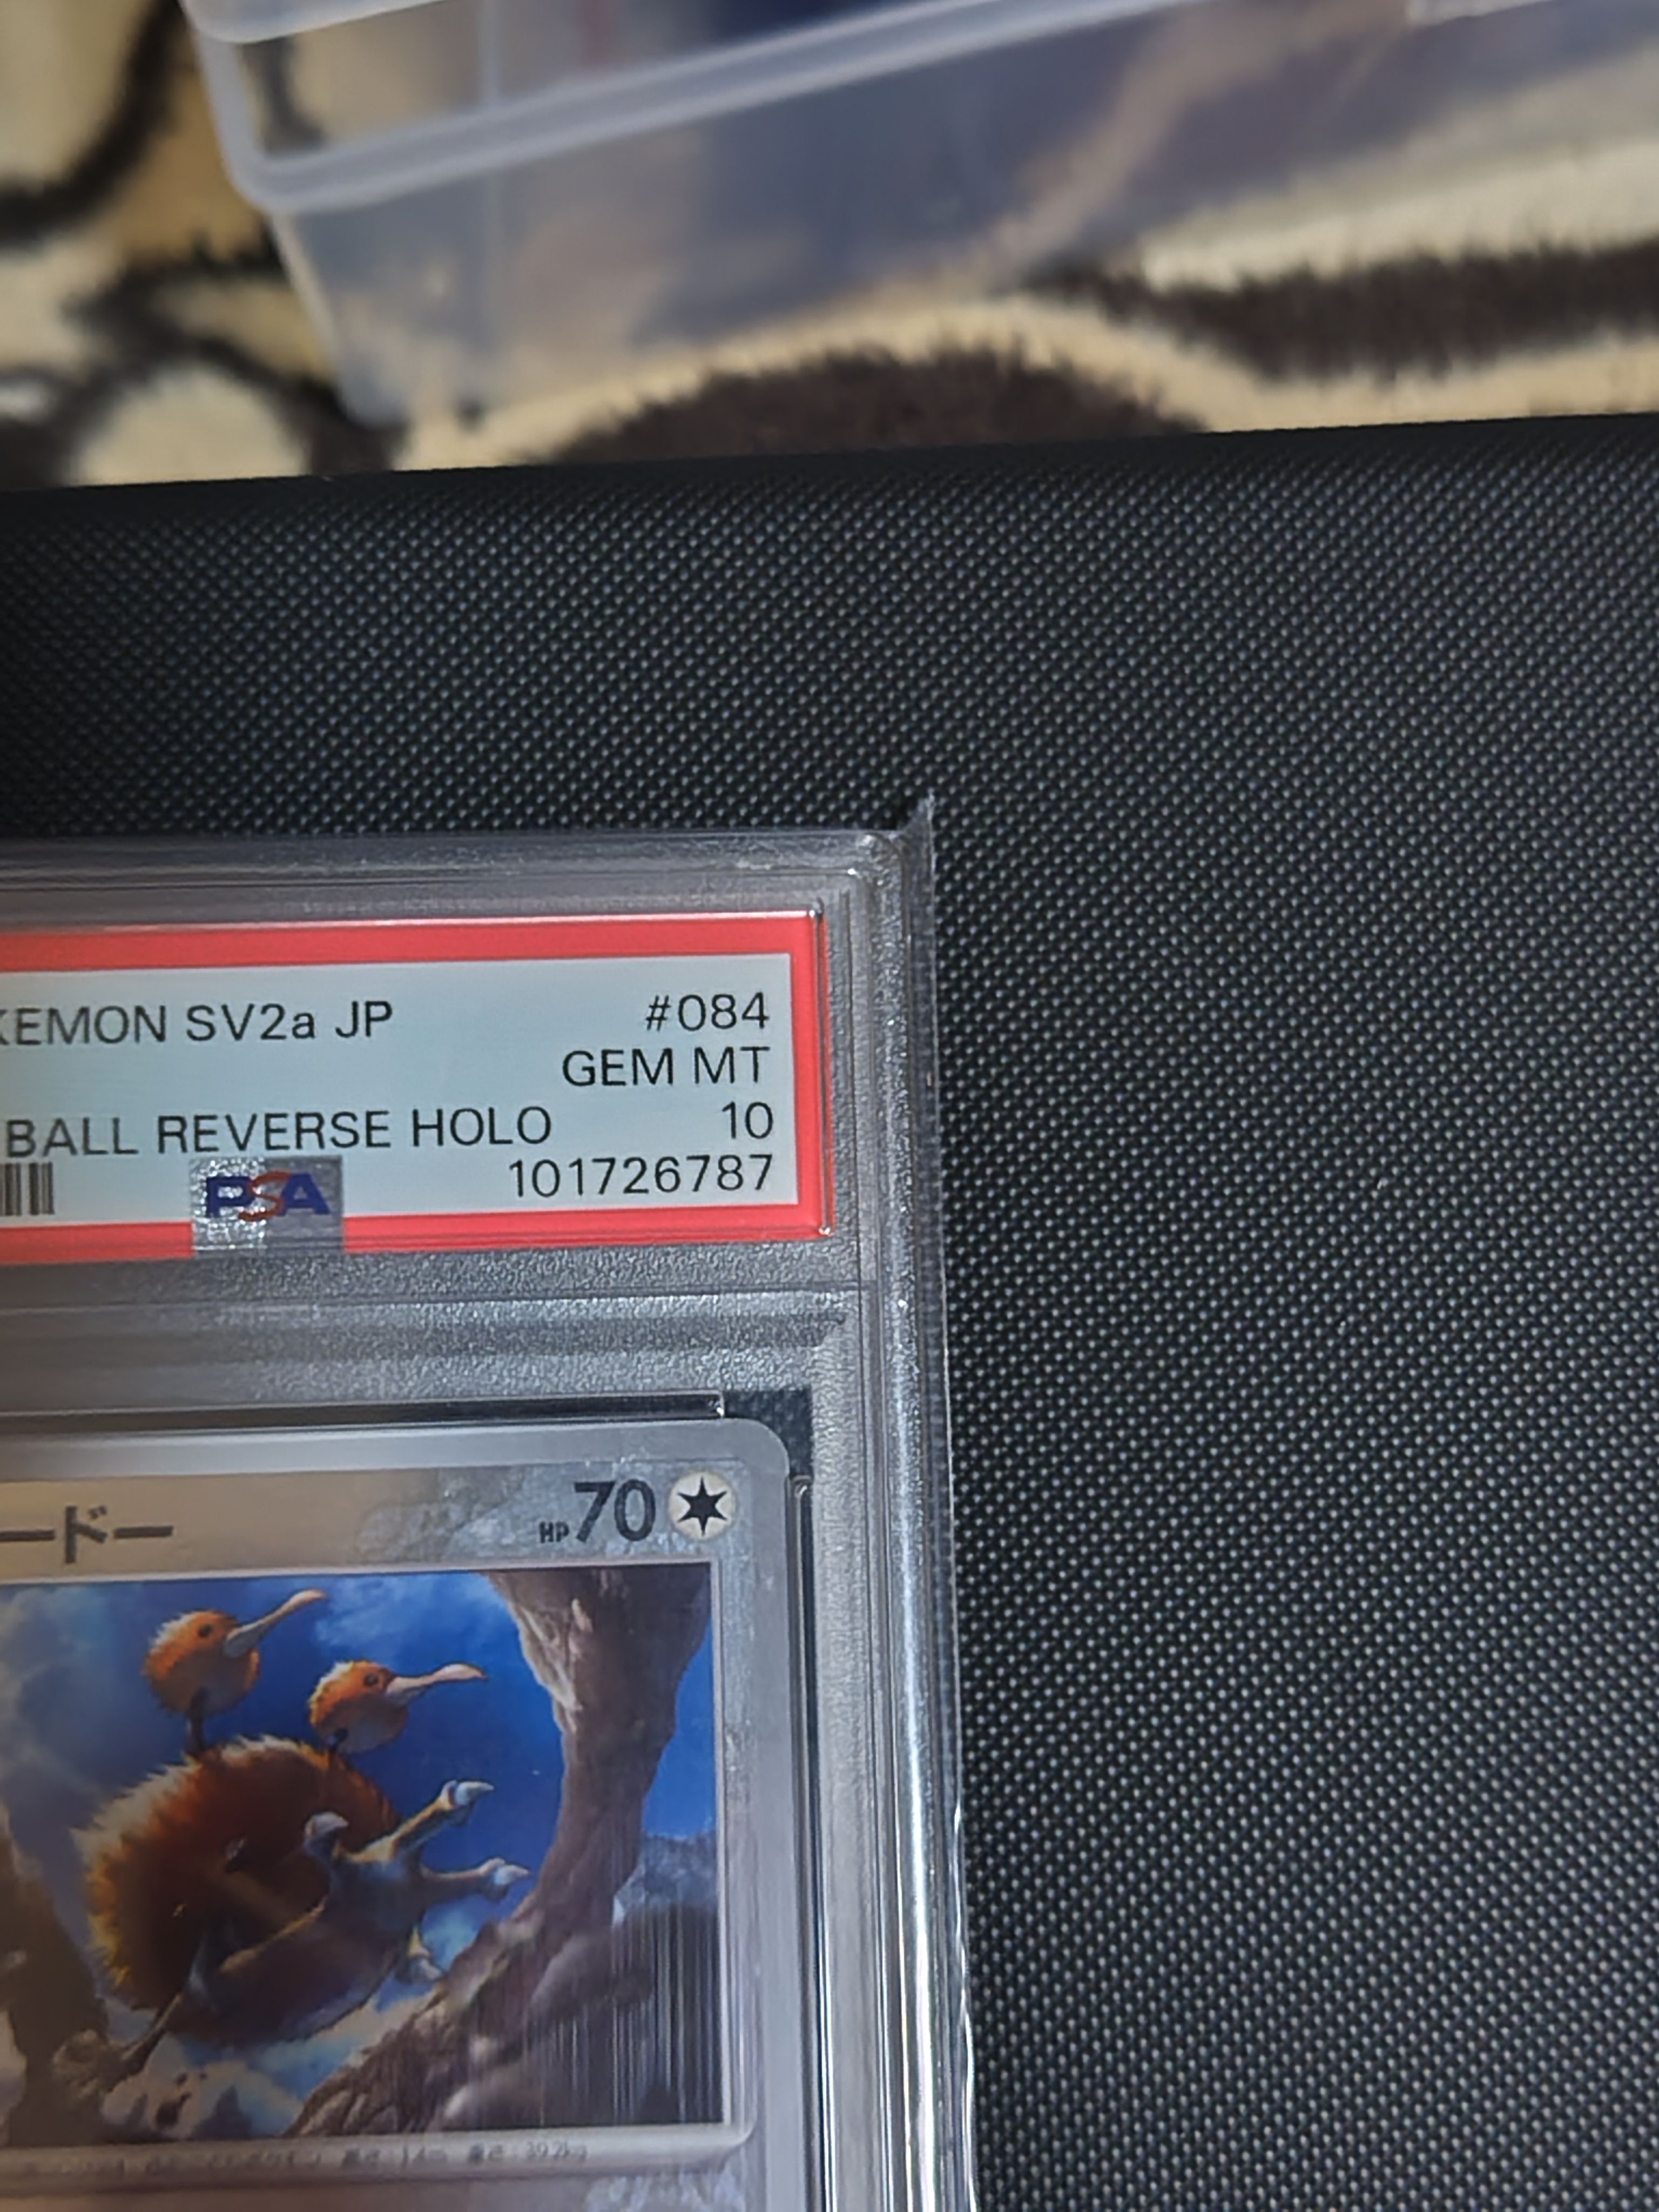 KEMON SV2a JP #084
GEM MT
BALL REVERSE HOLO 10
PSA 101726787
ードー HP 70